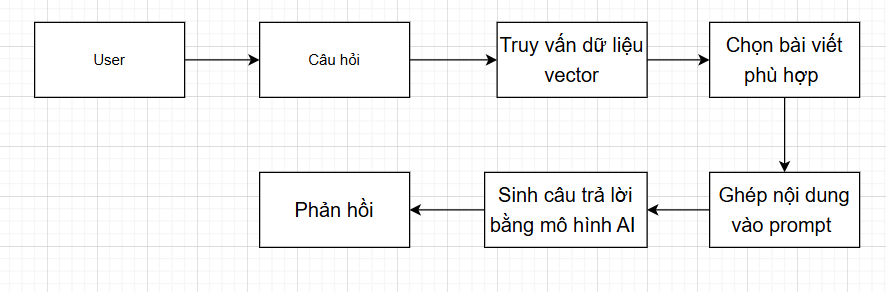 User
Câu hỏi
Truy vấn dữ liệu
vector
Chọn bài viết
phù hợp
Ghép nội dung
vào prompt
Sinh câu trả lời
bằng mô hình AI
Phản hồi